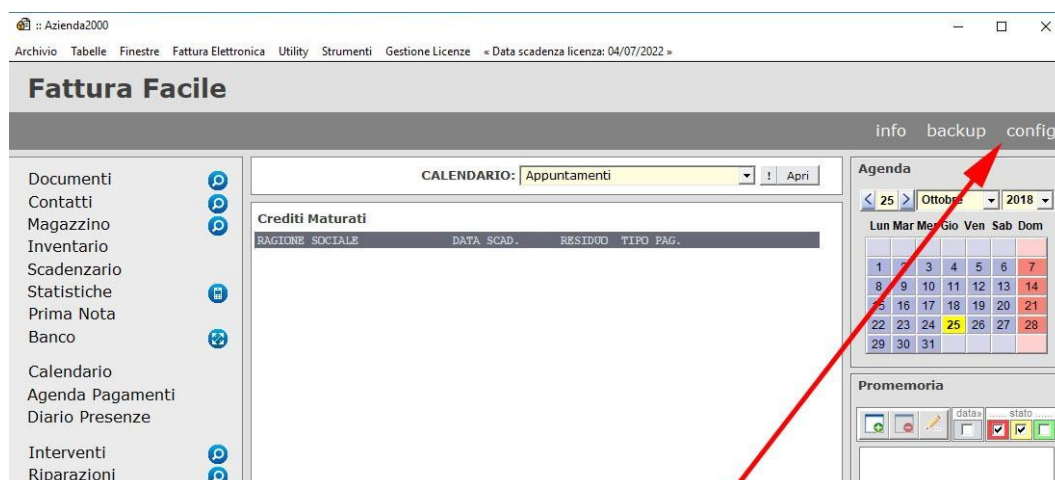 :: Azienda2000
Archivio Tabelle Finestre Fattura Elettronica Utility Strumenti Gestione Licenze « Data scadenza licenza: 04/07/2022 »
Fattura Facile
info backup config
Documenti
Contatti
Magazzino
Inventario
Scadenzario
Statistiche
Prima Nota
Banco
Calendario
Agenda Pagamenti
Diario Presenze
Interventi
Riparazioni
CALENDARIO: Appuntamenti ! Apri
Crediti Maturati
RAGIONE SOCIALE DATA SCAD. RESIDUO TIPO PAG.
Agenda
< 25 > Ottobre 2018
Lun Mar Mer Gio Ven Sab Dom
1 2 3 4 5 6 7
8 9 10 11 12 13 14
15 16 17 18 19 20 21
22 23 24 25 26 27 28
29 30 31
Promemoria
data» ...... stato ......